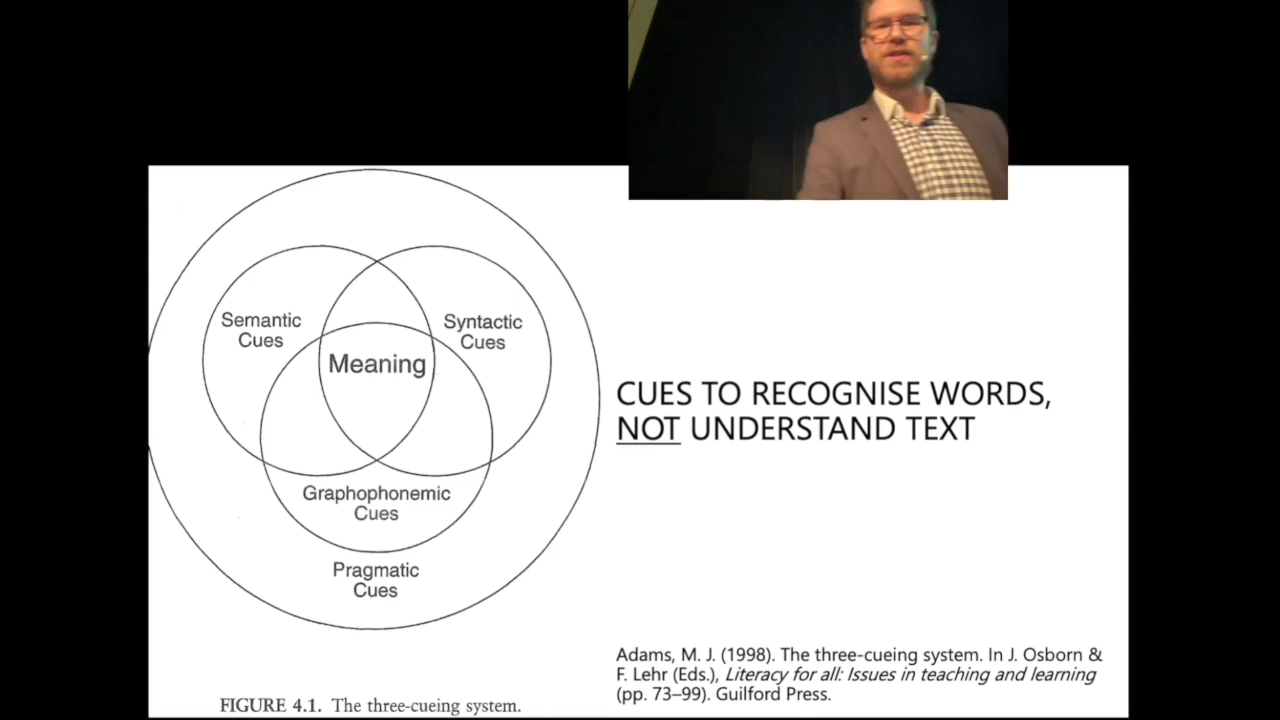 Semantic
Cues
Syntactic
Cues
Meaning
Graphophonemic
Cues
Pragmatic
Cues
FIGURE 4.1. The three-cueing system.
CUES TO RECOGNISE WORDS,
NOT UNDERSTAND TEXT
Adams, M. J. (1998). The three-cueing system. In J. Osborn &
F. Lehr (Eds.), Literacy for all: Issues in teaching and learning
(pp. 73–99). Guilford Press.